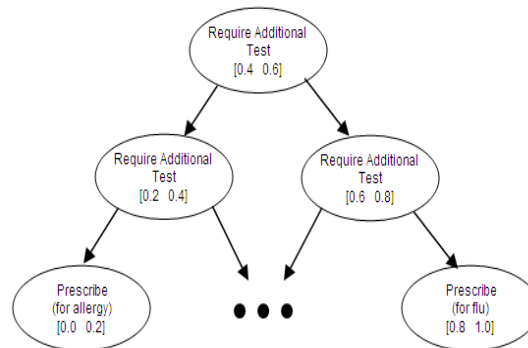 Require Additional
Test
[0.4 0.6]
Require Additional
Test
[0.2 0.4]
Require Additional
Test
[0.6 0.8]
Prescribe
(for allergy)
[0.0 0.2]
Prescribe
(for flu)
[0.8 1.0]